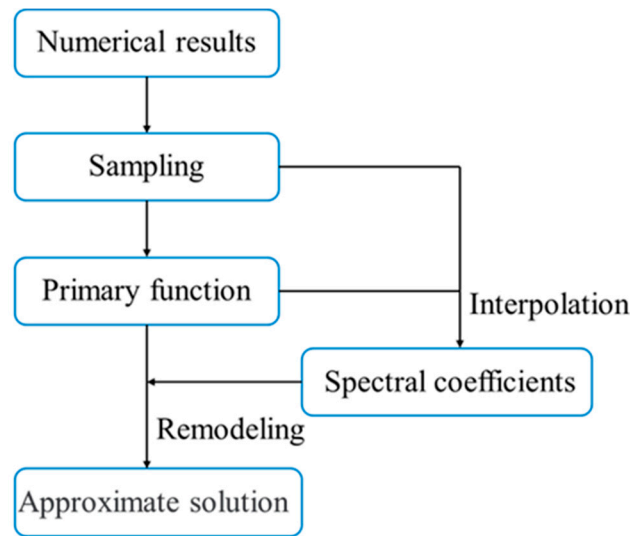 Numerical results
Sampling
Primary function
Interpolation
Spectral coefficients
Remodeling
Approximate solution